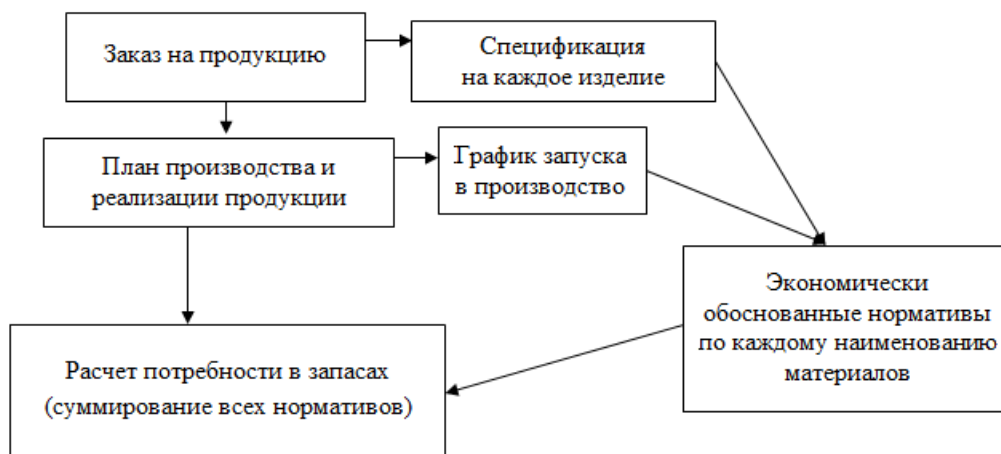 Заказ на продукцию
Спецификация
на каждое изделие
План производства и
реализации продукции
График запуска
в производство
Экономически
обоснованные нормативы
по каждому наименованию
материалов
Расчет потребности в запасах
(суммирование всех нормативов)